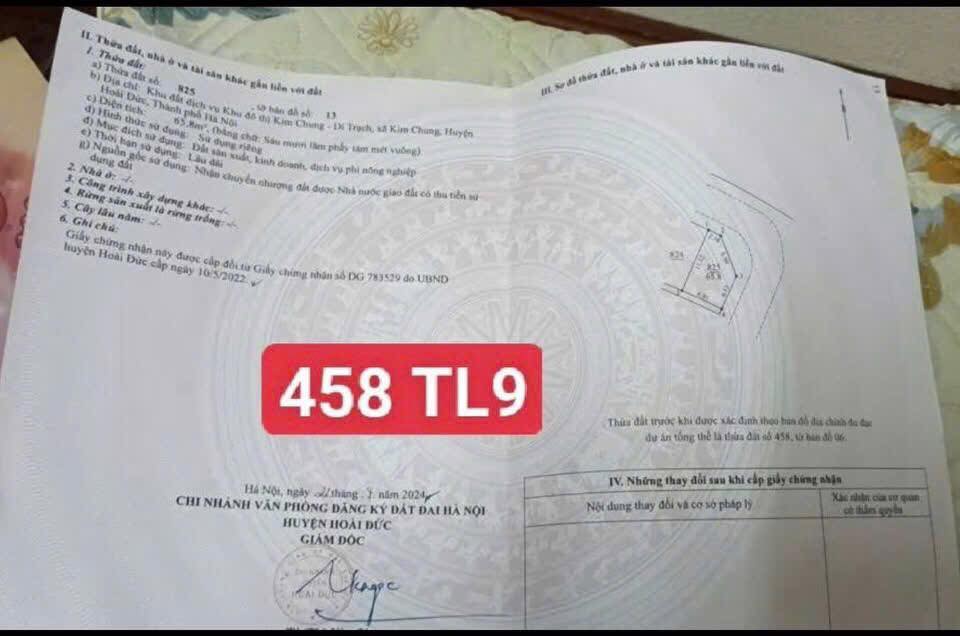 II. Thửa đất, nhà ở và tài sản khác gắn liền với đất
1. Thửa đất:
a) Thửa đất số: 825 , tờ bản đồ số: 13
b) Địa chỉ: Khu đất dịch vụ Khu đô thị Kim Chung - Di Trạch, xã Kim Chung, Huyện
Hoài Đức, Thành phố Hà Nội
c) Diện tích: 65.8m², (bằng chữ: Sáu mươi lăm phẩy tám mét vuông)
d) Hình thức sử dụng: Sử dụng riêng
đ) Mục đích sử dụng: Đất sản xuất, kinh doanh, dịch vụ phi nông nghiệp
e) Thời hạn sử dụng: Lâu dài
g) Nguồn gốc sử dụng: Nhận chuyển nhượng đất được Nhà nước giao đất có thu tiền sử
dụng đất
2. Nhà ở: -/-
3. Công trình xây dựng khác: -/-
4. Rừng sản xuất là rừng trồng: -/-
5. Cây lâu năm: -/-
6. Ghi chú:
Giấy chứng nhận này được cấp đổi từ Giấy chứng nhận số DG 783529 do UBND
huyện Hoài Đức cấp ngày 10/5/2022
458 TL9
Hà Nội, ngày tháng năm 2024
CHI NHÁNH VĂN PHÒNG ĐĂNG KÝ ĐẤT ĐAI HÀ NỘI
HUYỆN HOÀI ĐỨC
GIÁM ĐỐC
HOÀI ĐỨC
III. Sơ đồ thửa đất, nhà ở và tài sản khác gắn liền với đất
825
65.8
Thửa đất trước khi được xác định theo bản đồ địa chính đo đạc
dự án tổng thể là thửa đất số 458, tờ bản đồ 06.
IV. Những thay đổi sau khi cấp giấy chứng nhận
Nội dung thay đổi và cơ sở pháp lý
Xác nhận của cơ quan
có thẩm quyền